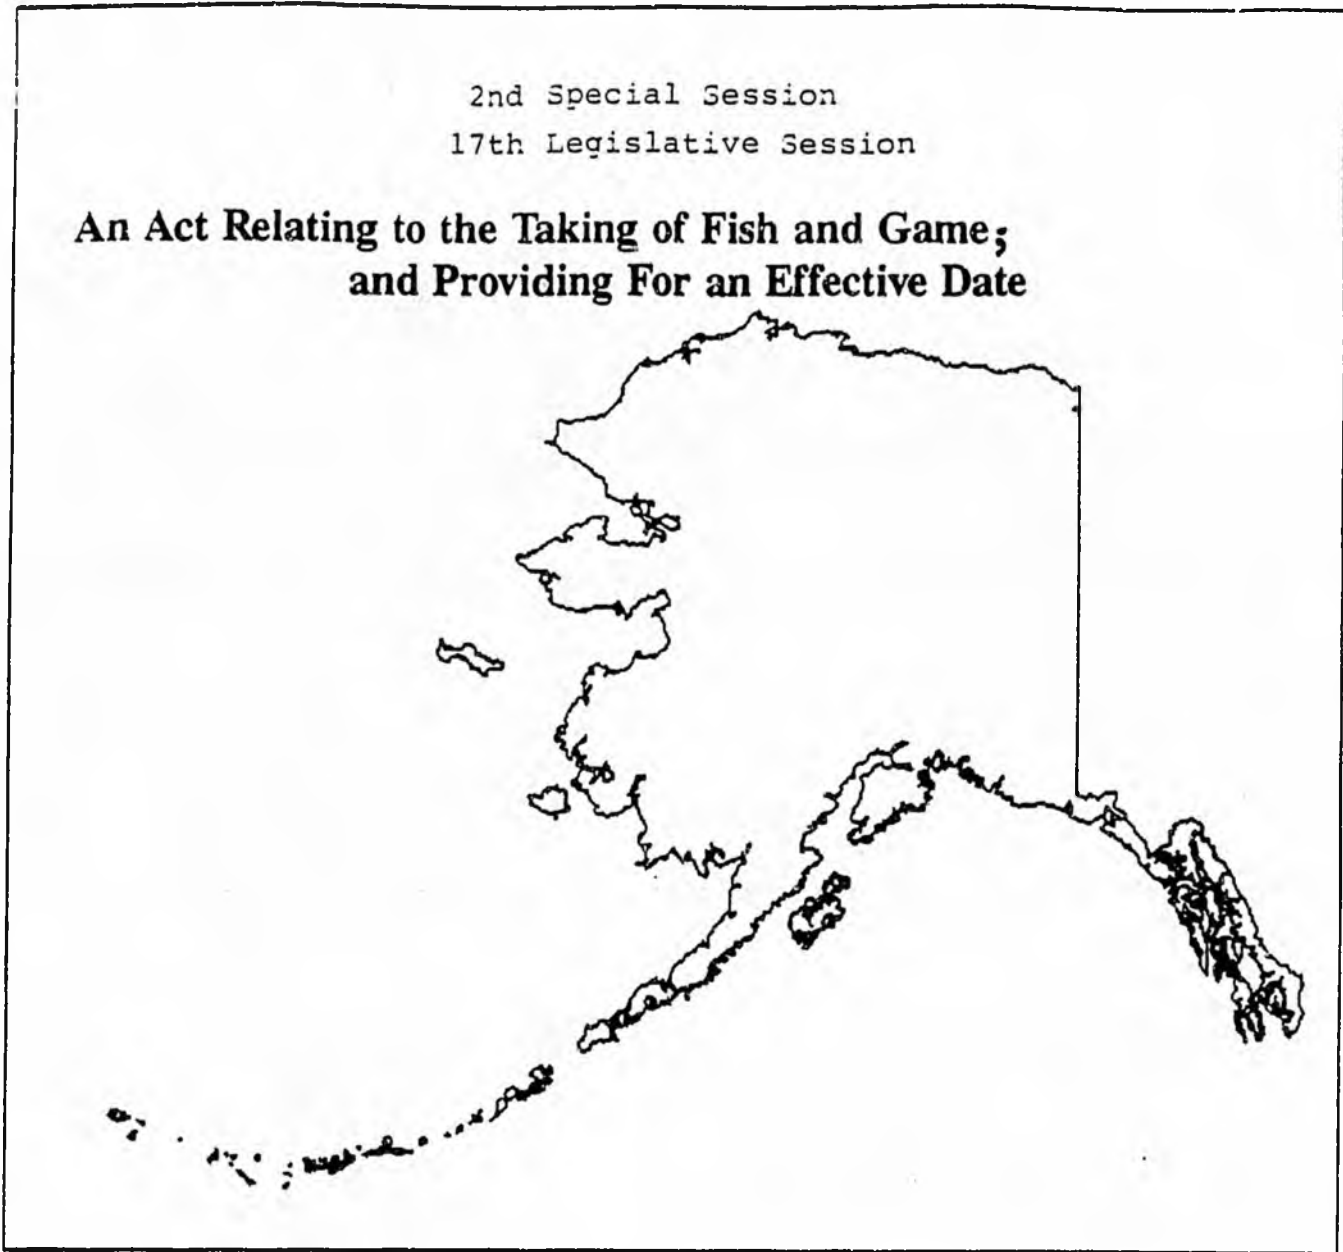 2nd Special Session
17th Legislative Session
An Act Relating to the Taking of Fish and Game;
and Providing For an Effective Date